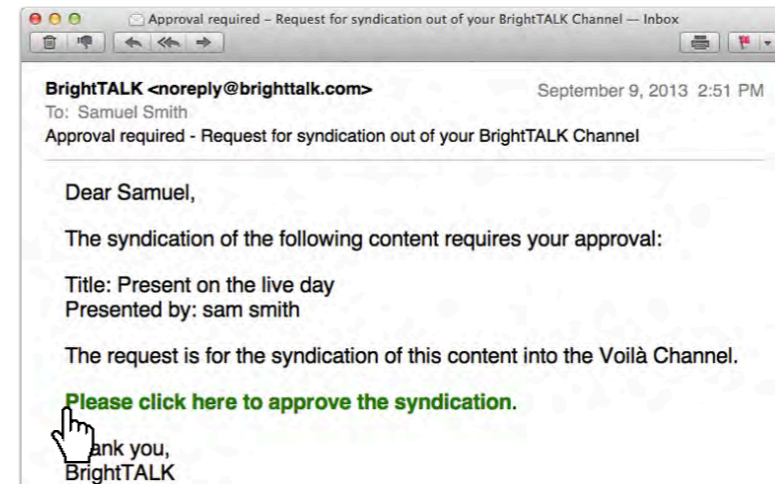 Approval required – Request for syndication out of your BrightTALK Channel — Inbox
BrightTALK <noreply@brighttalk.com>
September 9, 2013 2:51 PM
To: Samuel Smith
Approval required - Request for syndication out of your BrightTALK Channel
Dear Samuel,
The syndication of the following content requires your approval:
Title: Present on the live day
Presented by: sam smith
The request is for the syndication of this content into the Voilà Channel.
Please click here to approve the syndication.
ank you,
BrightTALK